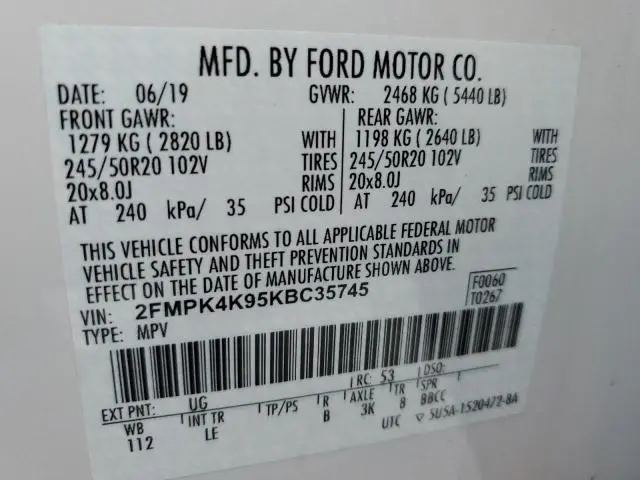 MFD. BY FORD MOTOR CO.
DATE: 06/19 GVWR: 2468 KG ( 5440 LB)
FRONT GAWR: REAR GAWR:
1279 KG ( 2820 LB) WITH 1198 KG ( 2640 LB) WITH
245/50R20 102V TIRES 245/50R20 102V TIRES
20x8.0J RIMS 20x8.0J RIMS
AT 240 kPa/ 35 PSI COLD AT 240 kPa/ 35 PSI COLD
THIS VEHICLE CONFORMS TO ALL APPLICABLE FEDERAL MOTOR
VEHICLE SAFETY AND THEFT PREVENTION STANDARDS IN
EFFECT ON THE DATE OF MANUFACTURE SHOWN ABOVE.
VIN: 2FMPK4K95KBC35745 F0060
TYPE: MPV T0267
RC: 53 DSO:
EXT PNT: UG
WB INT TR TP/PS R AXLE TR SPR
112 LE B 3K 8 BBCC
UTC 5U5A-1520472-8A